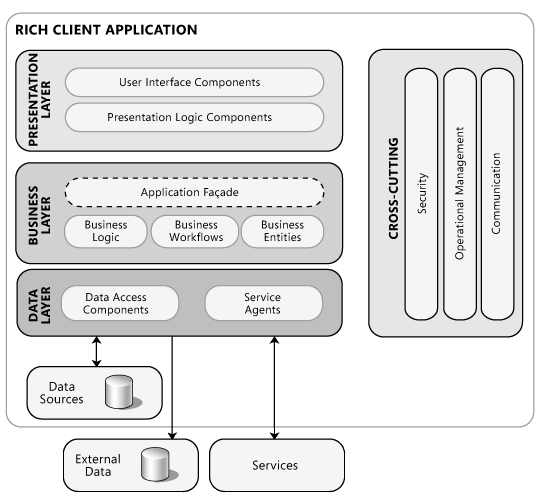 RICH CLIENT APPLICATION
PRESENTATION
LAYER
User Interface Components
Presentation Logic Components
BUSINESS
LAYER
Application Façade
Business
Logic
Business
Workflows
Business
Entities
DATA
LAYER
Data Access
Components
Service
Agents
CROSS-CUTTING
Security
Operational Management
Communication
Data
Sources
External
Data
Services